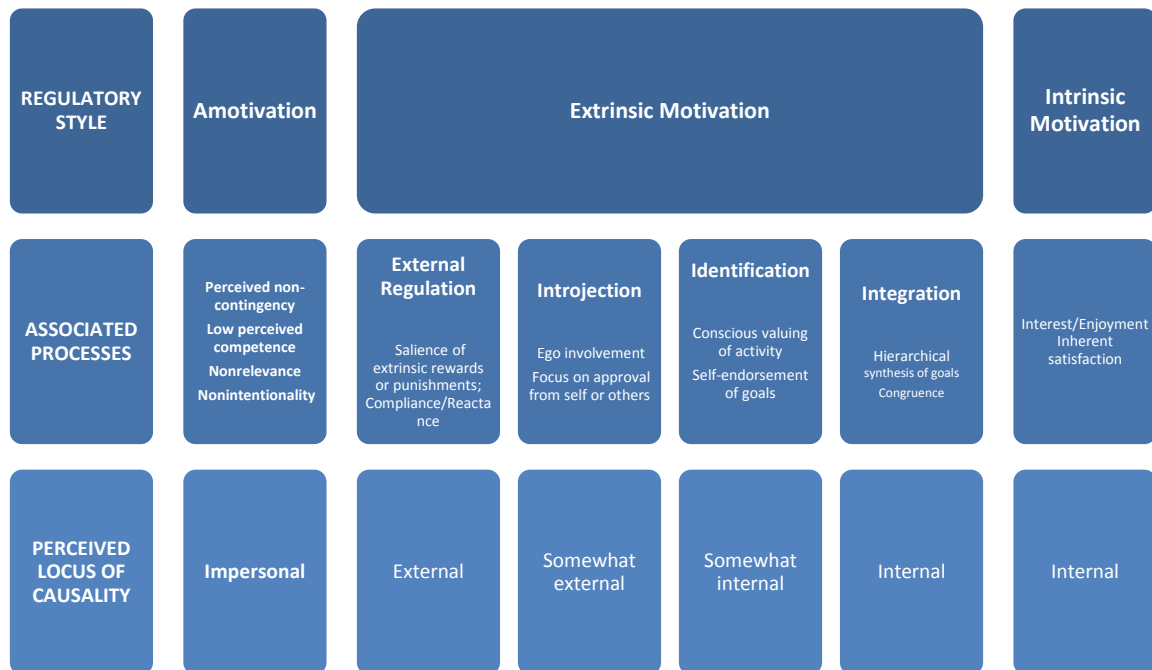 REGULATORY
STYLE
Amotivation
Extrinsic Motivation
Intrinsic
Motivation
ASSOCIATED
PROCESSES
Perceived non-
contingency
Low perceived
competence
Nonrelevance
Nonintentionality
External
Regulation
Salience of
extrinsic rewards
or punishments;
Compliance/Reacta
nce
Introjection
Ego involvement
Focus on approval
from self or others
Identification
Conscious valuing
of activity
Self-endorsement
of goals
Integration
Hierarchical
synthesis of goals
Congruence
Interest/Enjoyment
Inherent
satisfaction
PERCEIVED
LOCUS OF
CAUSALITY
Impersonal
External
Somewhat
external
Somewhat
internal
Internal
Internal